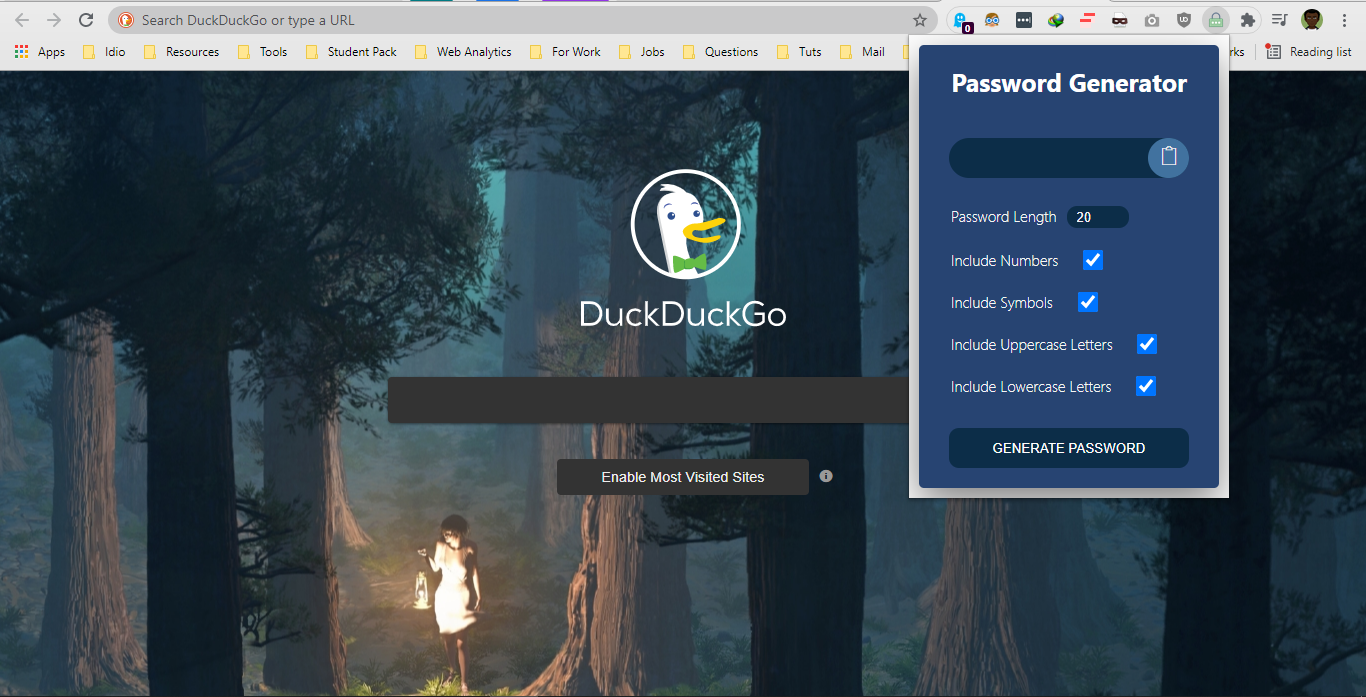 Search DuckDuckGo or type a URL
0
UD
Apps Idio Resources Tools Student Pack Web Analytics For Work Jobs Questions Tuts Mail rks Reading list
Password Generator
DuckDuckGo
Password Length 20
Include Numbers
Include Symbols
Include Uppercase Letters
Include Lowercase Letters
GENERATE PASSWORD
Enable Most Visited Sites